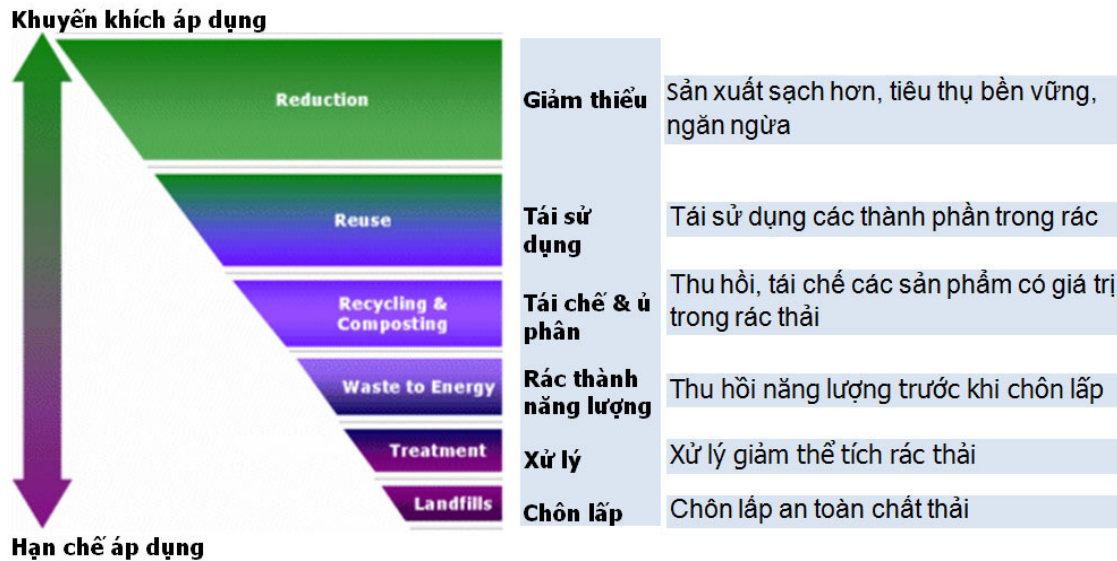 Khuyến khích áp dụng
Reduction
Giảm thiểu
Sản xuất sạch hơn, tiêu thụ bền vững,
ngăn ngừa
Reuse
Tái sử
dụng
Tái sử dụng các thành phần trong rác
Recycling &
Composting
Tái chế & ủ
phân
Thu hồi, tái chế các sản phẩm có giá trị
trong rác thải
Waste to Energy
Rác thành
năng lượng
Thu hồi năng lượng trước khi chôn lấp
Treatment
Xử lý
Xử lý giảm thể tích rác thải
Landfills
Chôn lấp
Chôn lấp an toàn chất thải
Hạn chế áp dụng